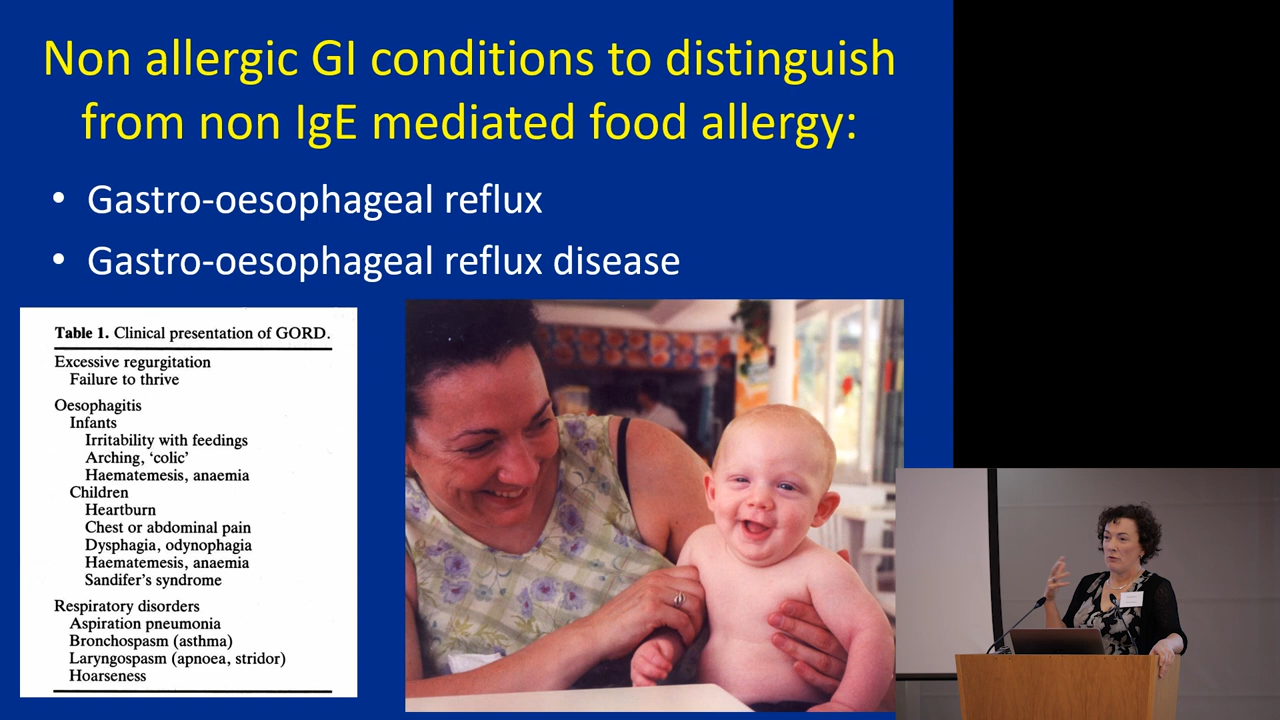 Non allergic GI conditions to distinguish
from non IgE mediated food allergy:
• Gastro-oesophageal reflux
• Gastro-oesophageal reflux disease
Table 1. Clinical presentation of GORD.
Excessive regurgitation
Failure to thrive
Oesophagitis
Infants
Irritability with feedings
Arching, ‘colic’
Haematemesis, anaemia
Children
Heartburn
Chest or abdominal pain
Dysphagia, odynophagia
Haematemesis, anaemia
Sandifer’s syndrome
Respiratory disorders
Aspiration pneumonia
Bronchospasm (asthma)
Laryngospasm (apnoea, stridor)
Hoarseness